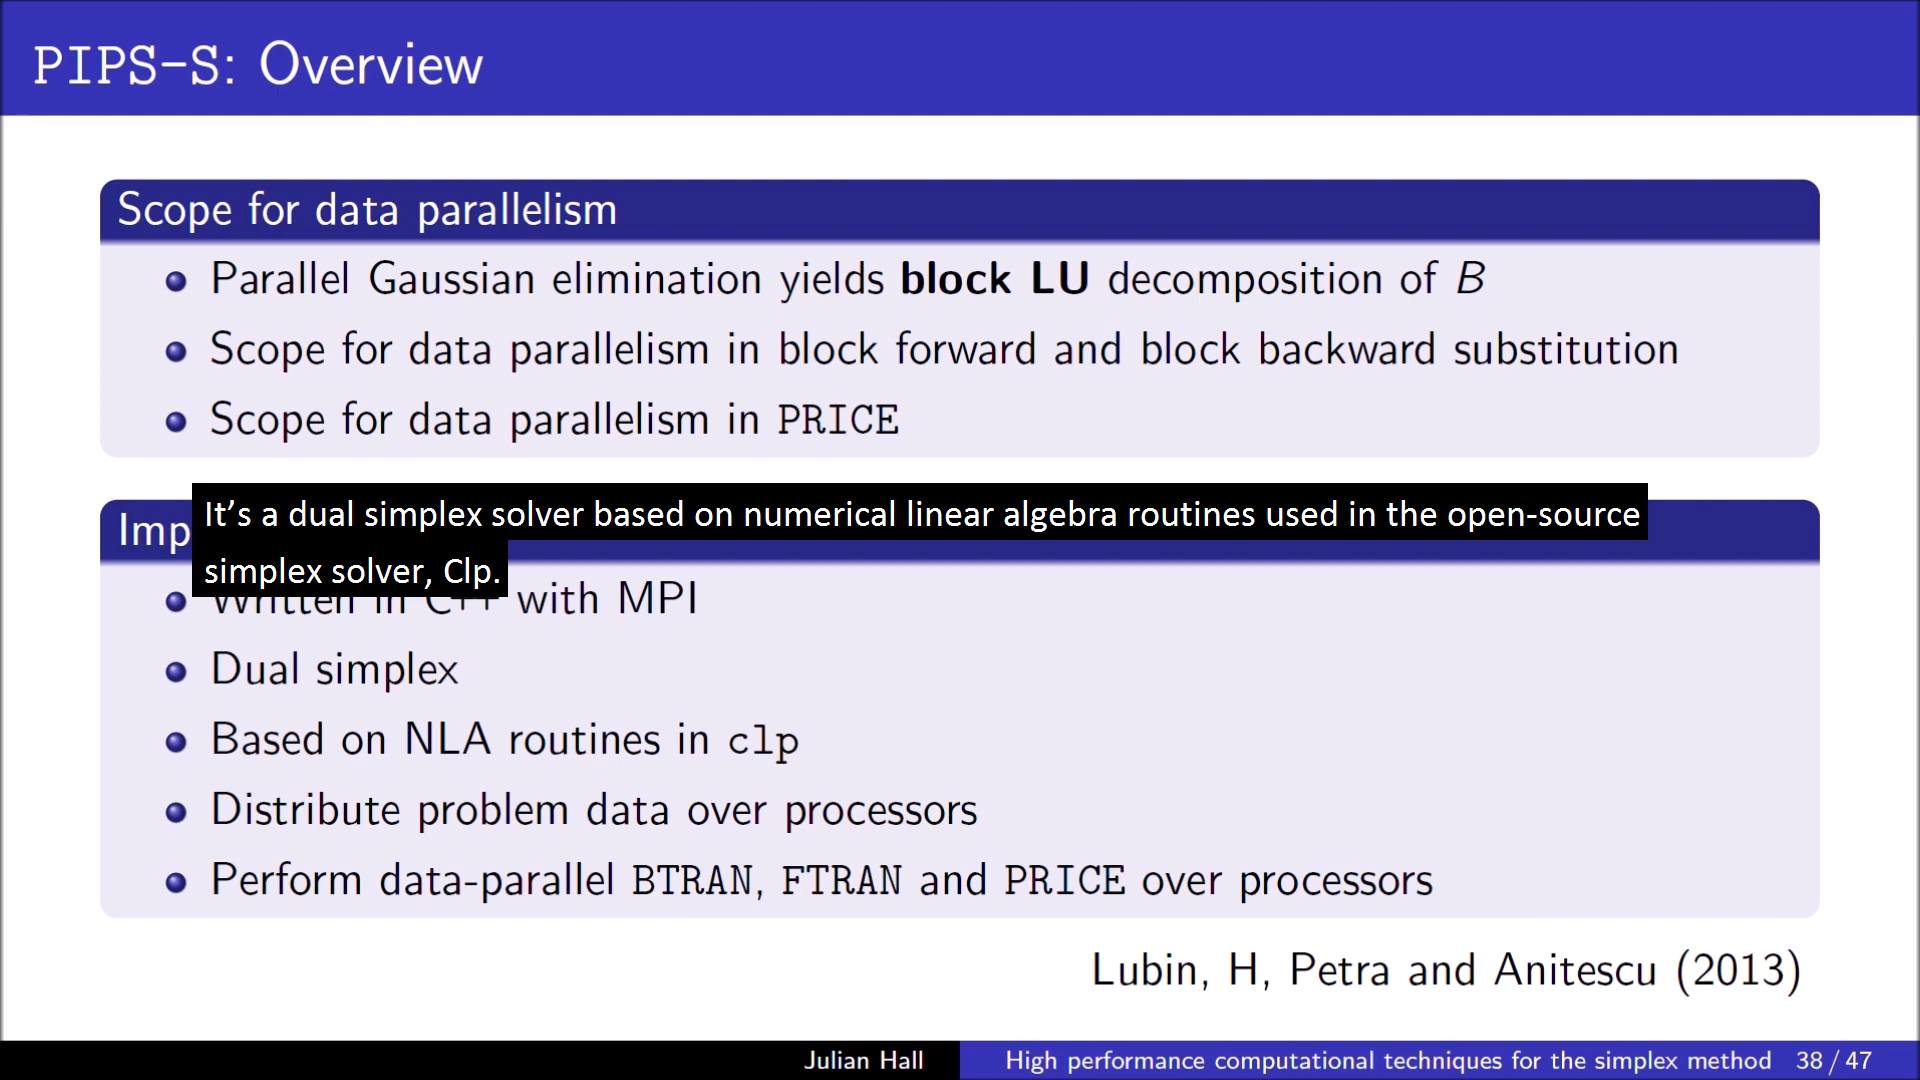 PIPS-S: Overview
Scope for data parallelism
Parallel Gaussian elimination yields block LU decomposition of B
Scope for data parallelism in block forward and block backward substitution
Scope for data parallelism in PRICE
Imp
It’s a dual simplex solver based on numerical linear algebra routines used in the open-source
simplex solver, Clp.
Written in C++ with MPI
Dual simplex
Based on NLA routines in clp
Distribute problem data over processors
Perform data-parallel BTRAN, FTRAN and PRICE over processors
Lubin, H, Petra and Anitescu (2013)
Julian Hall High performance computational techniques for the simplex method 38 / 47